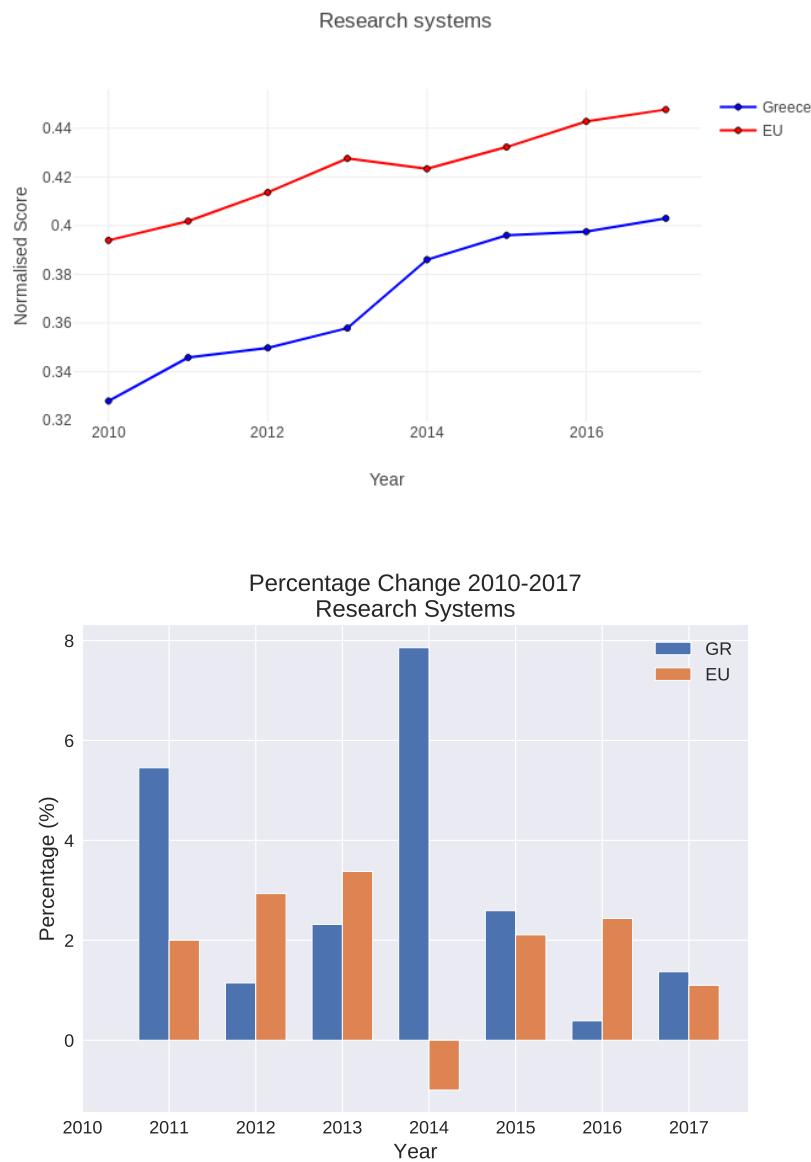 Research systems
Greece
EU
Normalised Score
0.44
0.42
0.4
0.38
0.36
0.34
0.32
2010 2012 2014 2016
Year
Percentage Change 2010-2017
Research Systems
GR
EU
Percentage (%)
8
6
4
2
0
2010 2011 2012 2013 2014 2015 2016 2017
Year